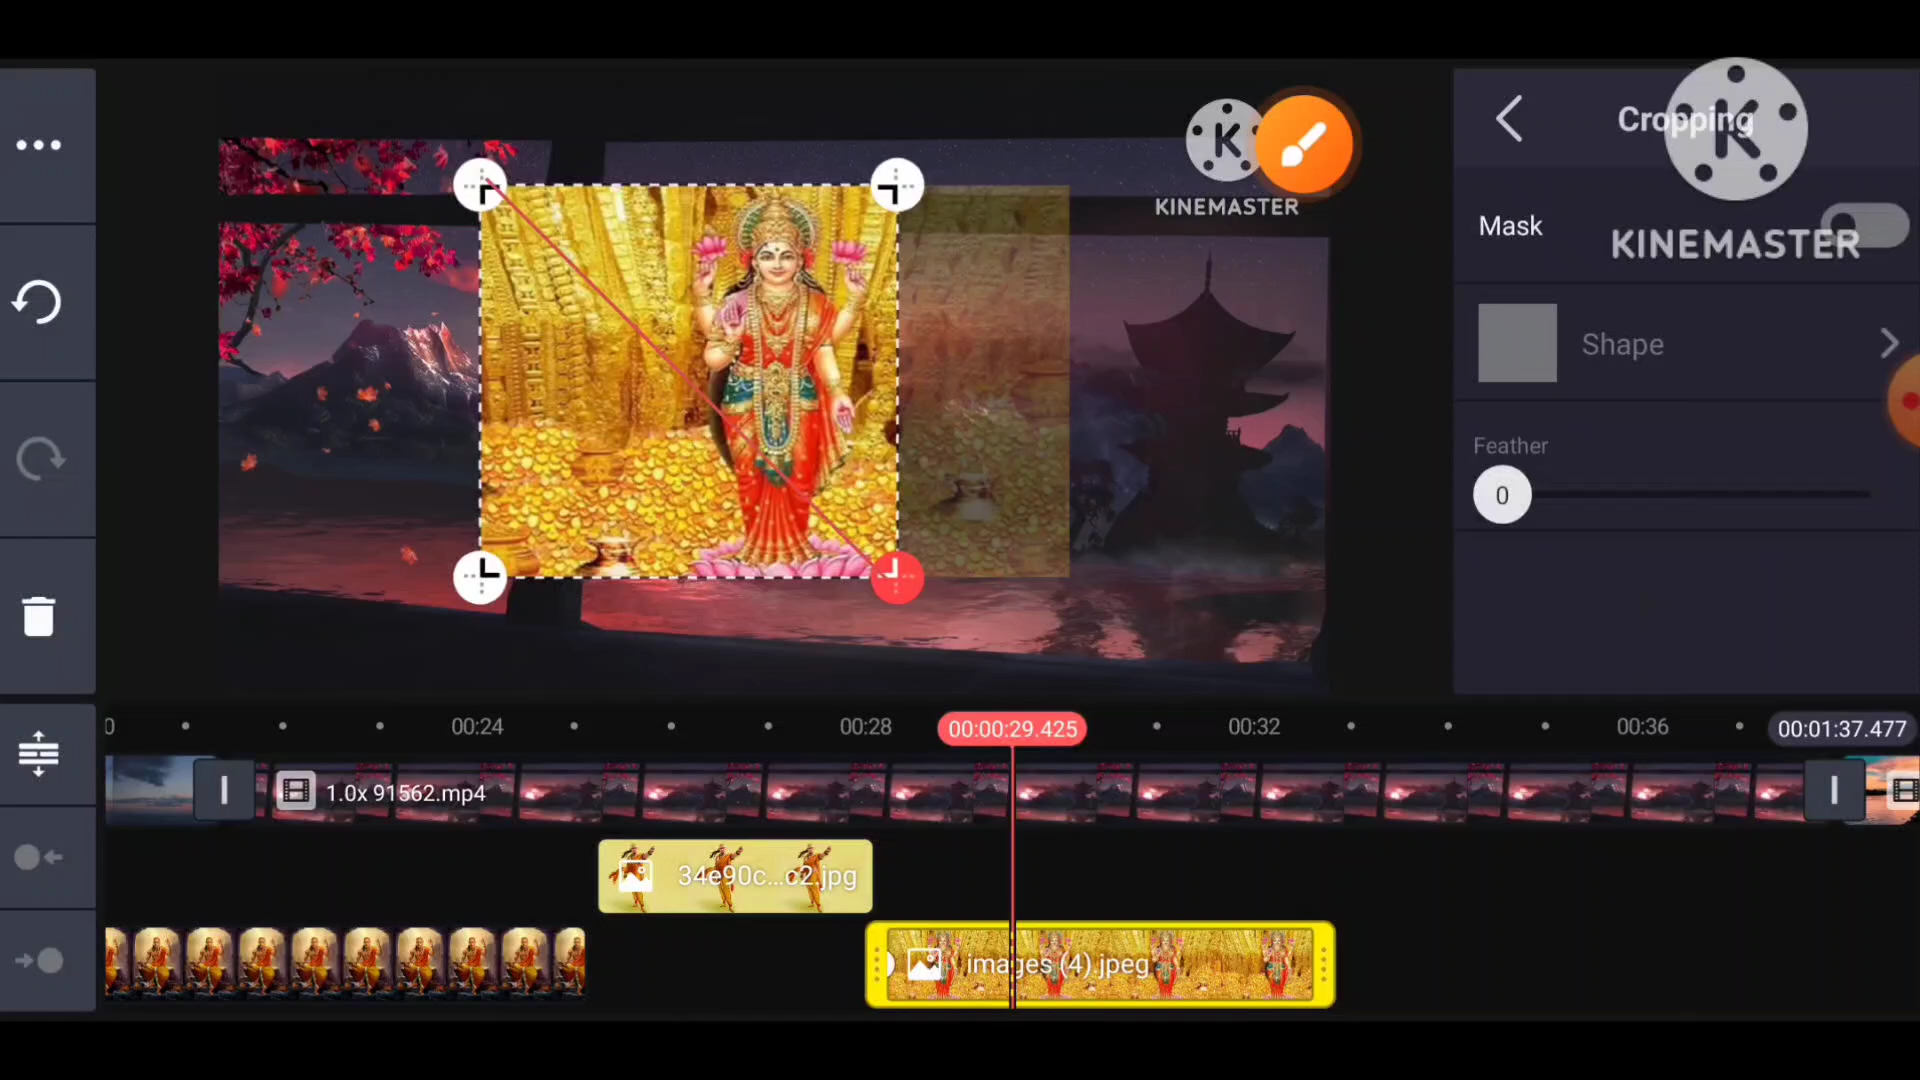 Cropping
KINEMASTER
Mask
KINEMASTER
Shape
Feather
0
00:24
00:28
00:00:29.425
00:32
00:36
00:01:37.477
1.0x 91562.mp4
34e90c...c2.jpg
images (4).jpeg